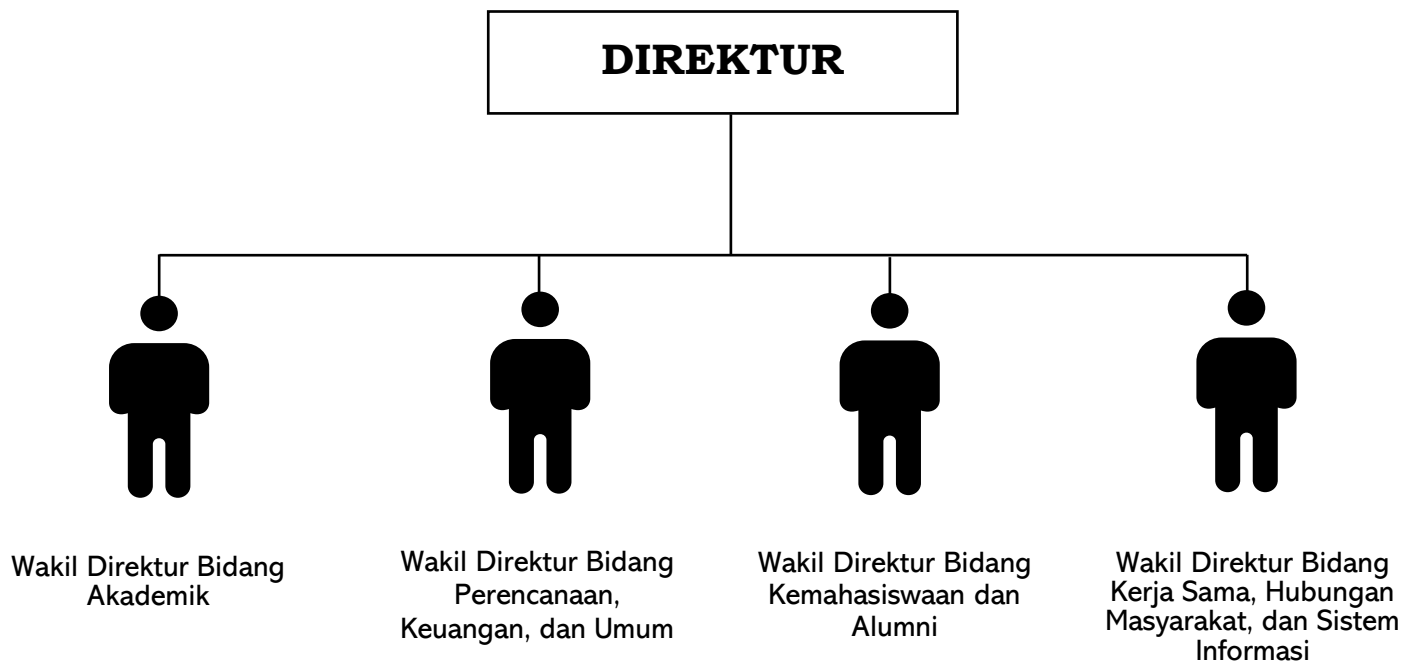 DIREKTUR
Wakil Direktur Bidang
Akademik
Wakil Direktur Bidang
Perencanaan,
Keuangan, dan Umum
Wakil Direktur Bidang
Kemahasiswaan dan
Alumni
Wakil Direktur Bidang
Kerja Sama, Hubungan
Masyarakat, dan Sistem
Informasi